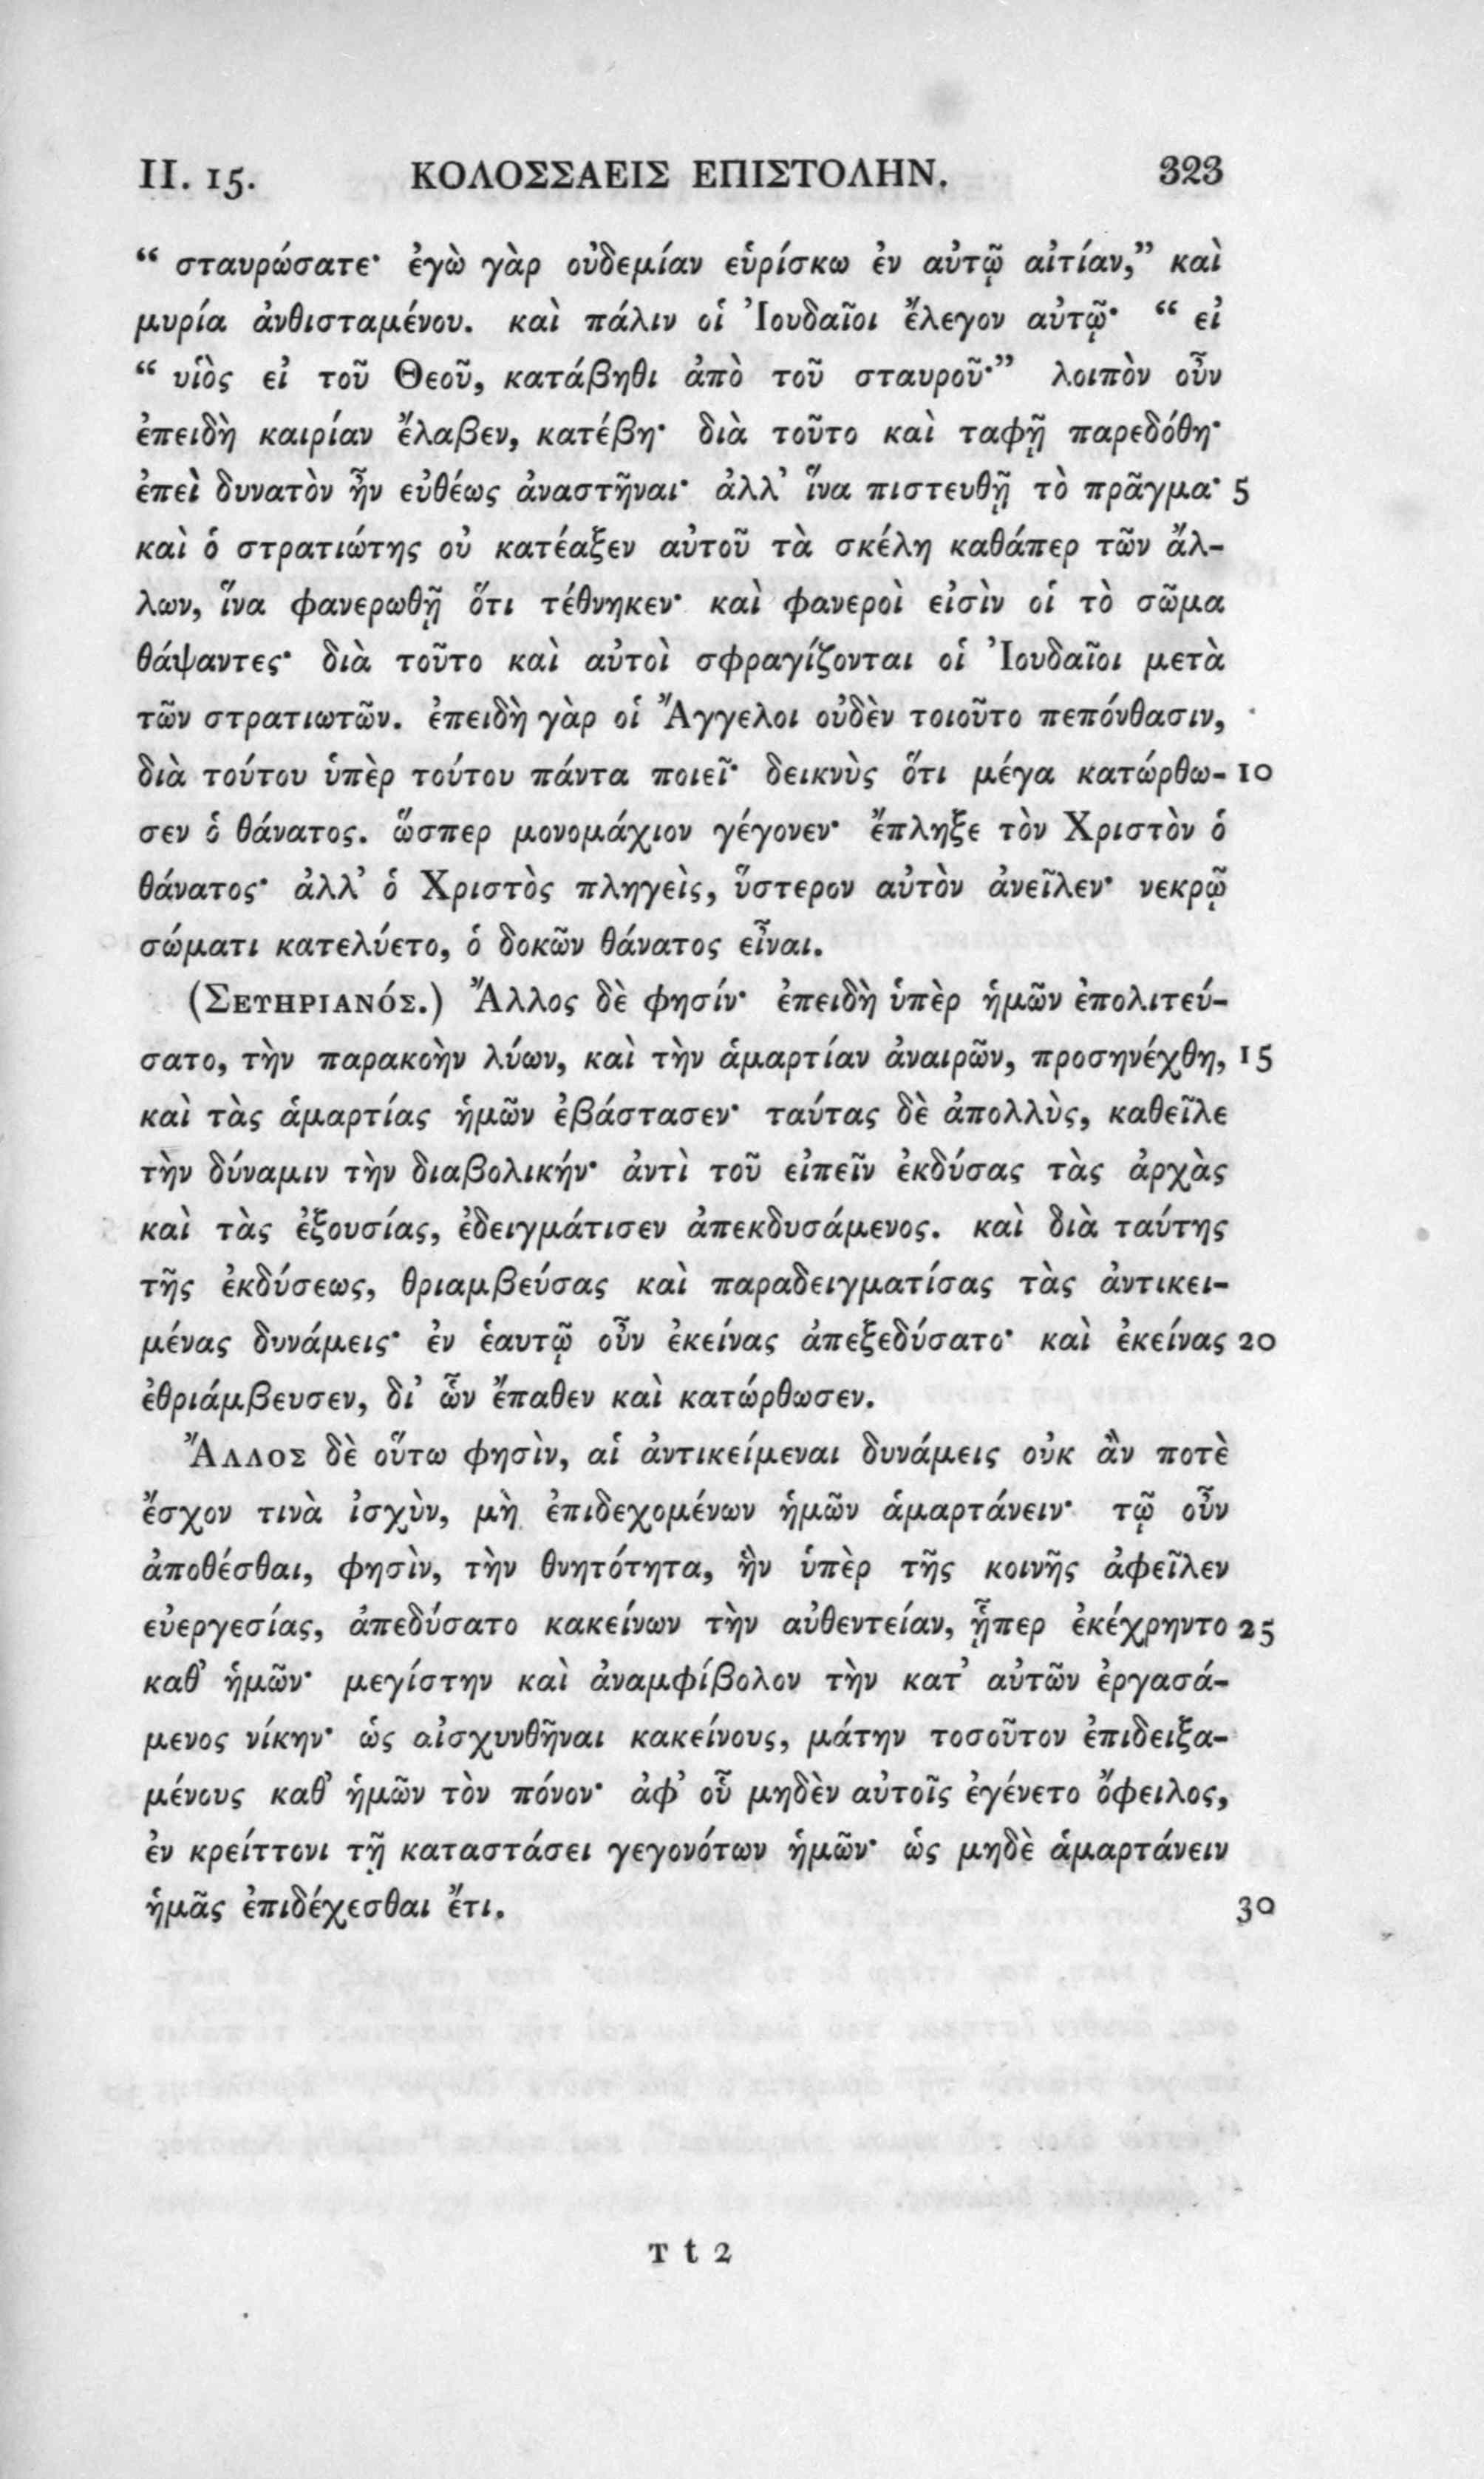 II. 15. ΚΟΛΟΣΣΑΕΙΣ ΕΠΙΣΤΟΛΗΝ. 323
“ σταυρώσατε· ἐγὼ γὰρ οὐδεμίαν εὑρίσκω ἐν αὐτῷ αἰτίαν,” καὶ
μυρία ἀνθισταμένου. καὶ πάλιν οἱ Ἰουδαῖοι ἔλεγον αὐτῷ· “ εἰ
“ υἱὸς εἰ τοῦ Θεοῦ, κατάβηθι ἀπὸ τοῦ σταυροῦ·” λοιπὸν οὖν
ἐπειδὴ καιρίαν ἔλαβεν, κατέβη· διὰ τοῦτο καὶ ταφῇ παρεδόθη·
ἐπεὶ δυνατὸν ἦν εὐθέως ἀναστῆναι· ἀλλ’ ἵνα πιστευθῇ τὸ πρᾶγμα· 5
καὶ ὁ στρατιώτης οὐ κατέαξεν αὐτοῦ τὰ σκέλη καθάπερ τῶν ἄλ-
λων, ἵνα φανερωθῇ ὅτι τέθνηκεν· καὶ φανεροὶ εἰσὶν οἱ τὸ σῶμα
θάψαντες· διὰ τοῦτο καὶ αὐτοὶ σφραγίζονται οἱ Ἰουδαῖοι μετὰ
τῶν στρατιωτῶν. ἐπειδὴ γὰρ οἱ Ἄγγελοι οὐδὲν τοιοῦτο πεπόνθασιν,
διὰ τούτου ὑπὲρ τούτου πάντα ποιεῖ· δεικνὺς ὅτι μέγα κατώρθω- 10
σεν ὁ θάνατος. ὥσπερ μονομάχιον γέγονεν· ἔπληξε τὸν Χριστὸν ὁ
θάνατος· ἀλλ’ ὁ Χριστὸς πληγεὶς, ὕστερον αὐτὸν ἀνεῖλεν· νεκρῷ
σώματι κατελύετο, ὁ δοκῶν θάνατος εἶναι.
(ΣΕΤΗΡΙΑΝΌΣ.) Ἄλλος δὲ φησίν· ἐπειδὴ ὑπὲρ ἡμῶν ἐπολιτεύ-
σατο, τὴν παρακοὴν λύων, καὶ τὴν ἁμαρτίαν ἀναιρῶν, προσηνέχθη, 15
καὶ τὰς ἁμαρτίας ἡμῶν ἐβάστασεν· ταύτας δὲ ἀπολλὺς, καθεῖλε
τὴν δύναμιν τὴν διαβολικήν· ἀντὶ τοῦ εἰπεῖν ἐκδύσας τὰς ἀρχὰς
καὶ τὰς ἐξουσίας, ἐδειγμάτισεν ἀπεκδυσάμενος. καὶ διὰ ταύτης
τῆς ἐκδύσεως, θριαμβεύσας καὶ παραδειγματίσας τὰς ἀντικει-
μένας δυνάμεις· ἐν ἑαυτῷ οὖν ἐκείνας ἀπεξεδύσατο· καὶ ἐκείνας 20
ἐθριάμβευσεν, δι’ ὧν ἔπαθεν καὶ κατώρθωσεν.
ἌΛΛΟΣ δὲ οὕτω φησὶν, αἱ ἀντικείμεναι δυνάμεις οὐκ ἂν ποτὲ
ἔσχον τινὰ ἰσχὺν, μὴ ἐπιδεχομένων ἡμῶν ἁμαρτάνειν· τῷ οὖν
ἀποθέσθαι, φησὶν, τὴν θνητότητα, ἣν ὑπὲρ τῆς κοινῆς ἀφεῖλεν
εὐεργεσίας, ἀπεδύσατο κακείνων τὴν αὐθεντείαν, ᾗπερ ἐκέχρηντο 25
καθ’ ἡμῶν· μεγίστην καὶ ἀναμφίβολον τὴν κατ’ αὐτῶν ἐργασά-
μενος νίκην· ὡς αἰσχυνθῆναι κακείνους, μάτην τοσοῦτον ἐπιδειξα-
μένους καθ’ ἡμῶν τὸν πόνον· ἀφ’ οὗ μηδὲν αὐτοῖς ἐγένετο ὄφειλος,
ἐν κρείττονι τῇ καταστάσει γεγονότων ἡμῶν· ὡς μηδὲ ἁμαρτάνειν
ἡμᾶς ἐπιδέχεσθαι ἔτι. 30
T t 2